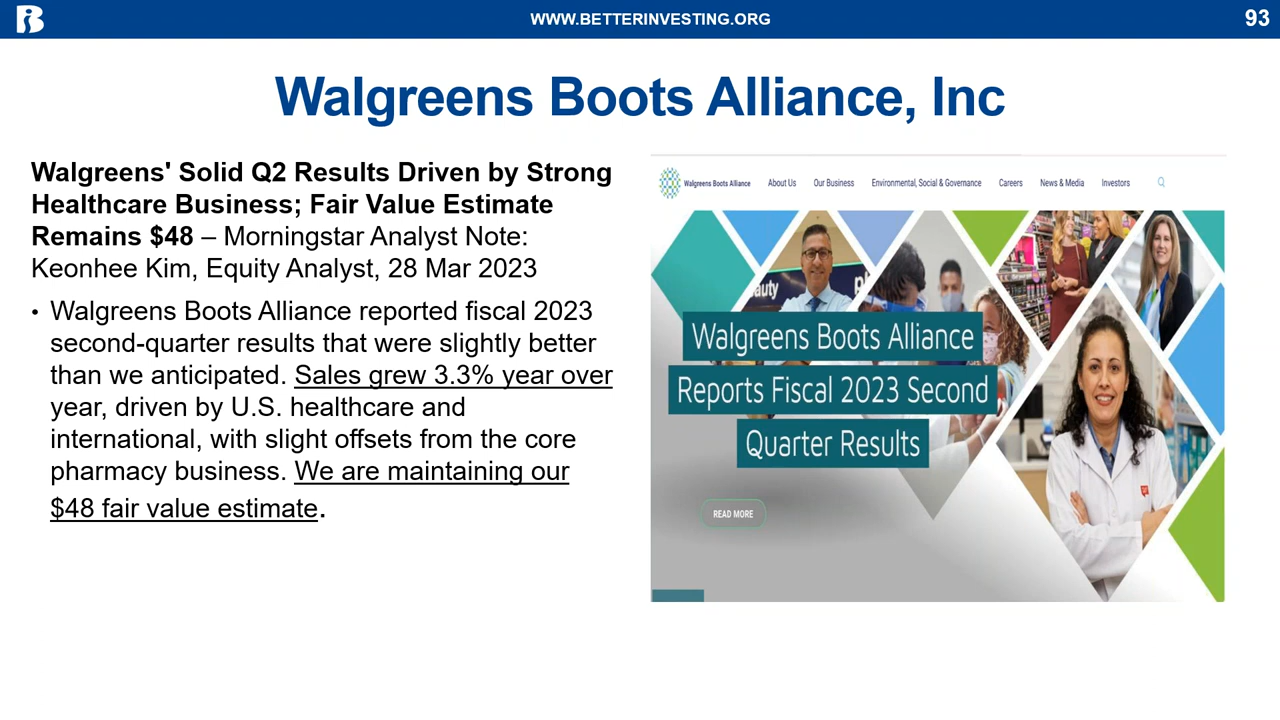 WWW.BETTERINVESTING.ORG
93
Walgreens Boots Alliance, Inc
Walgreens' Solid Q2 Results Driven by Strong
Healthcare Business; Fair Value Estimate
Remains $48 – Morningstar Analyst Note:
Keonhee Kim, Equity Analyst, 28 Mar 2023
• Walgreens Boots Alliance reported fiscal 2023
second-quarter results that were slightly better
than we anticipated. Sales grew 3.3% year over
year, driven by U.S. healthcare and
international, with slight offsets from the core
pharmacy business. We are maintaining our
$48 fair value estimate.
Walgreens Boots Alliance
About Us
Our Business
Environmental, Social & Governance
Careers
News & Media
Investors
Walgreens Boots Alliance
Reports Fiscal 2023 Second
Quarter Results
READ MORE